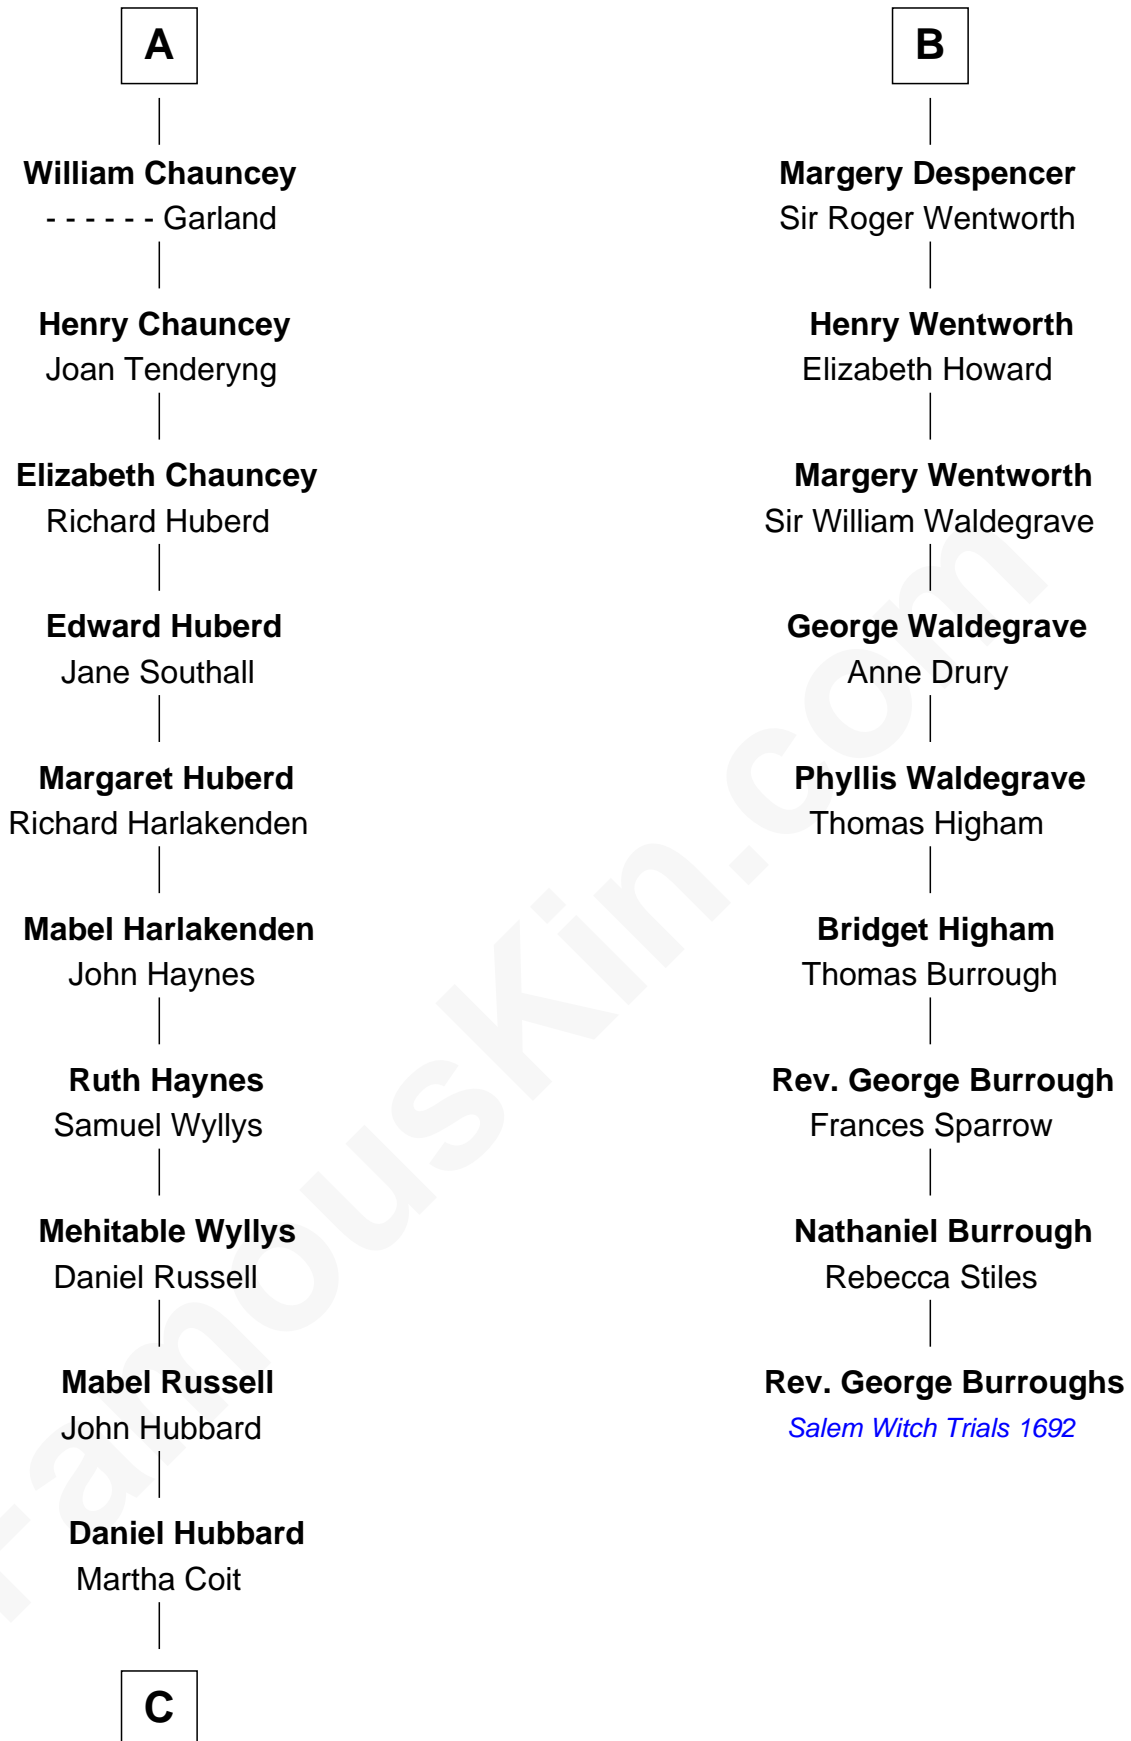 A
William Chauncey
- - - - - - Garland
Henry Chauncey
Joan Tenderyng
Elizabeth Chauncey
Richard Huberd
Edward Huberd
Jane Southall
Margaret Huberd
Richard Harlakenden
Mabel Harlakenden
John Haynes
Ruth Haynes
Samuel Wyllys
Mehitable Wyllys
Daniel Russell
Mabel Russell
John Hubbard
Daniel Hubbard
Martha Coit
C
B
Margery Despencer
Sir Roger Wentworth
Henry Wentworth
Elizabeth Howard
Margery Wentworth
Sir William Waldegrave
George Waldegrave
Anne Drury
Phyllis Waldegrave
Thomas Higham
Bridget Higham
Thomas Burrough
Rev. George Burrough
Frances Sparrow
Nathaniel Burrough
Rebecca Stiles
Rev. George Burroughs
Salem Witch Trials 1692
FamousKin.com